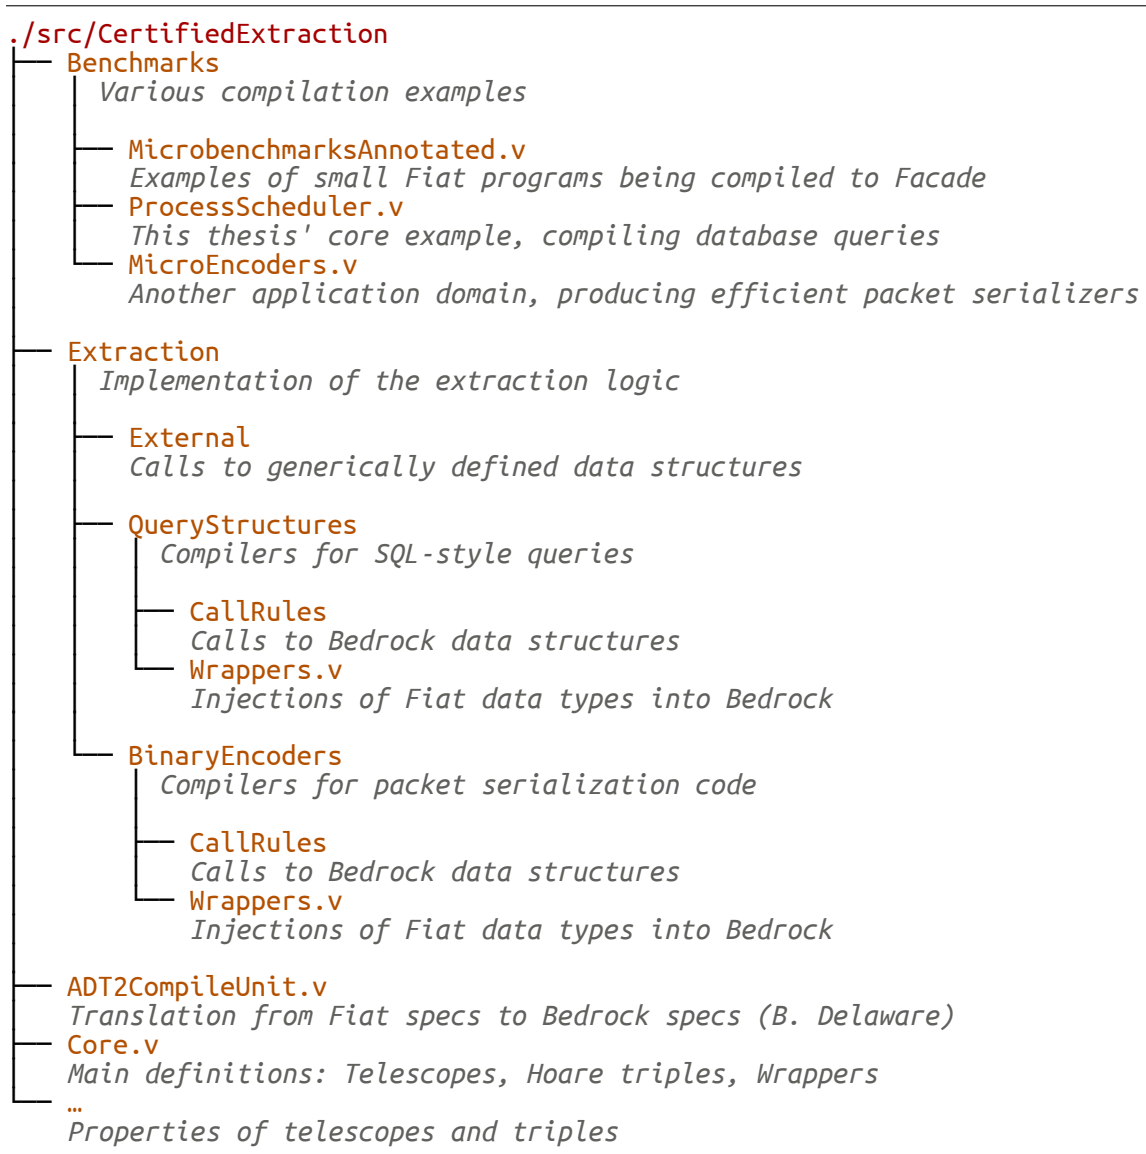 ./src/CertifiedExtraction
Benchmarks
Various compilation examples
MicrobenchmarksAnnotated.v
Examples of small Fiat programs being compiled to Facade
ProcessScheduler.v
This thesis' core example, compiling database queries
MicroEncoders.v
Another application domain, producing efficient packet serializers
Extraction
Implementation of the extraction logic
External
Calls to generically defined data structures
QueryStructures
Compilers for SQL-style queries
CallRules
Calls to Bedrock data structures
Wrappers.v
Injections of Fiat data types into Bedrock
BinaryEncoders
Compilers for packet serialization code
CallRules
Calls to Bedrock data structures
Wrappers.v
Injections of Fiat data types into Bedrock
ADT2CompileUnit.v
Translation from Fiat specs to Bedrock specs (B. Delaware)
Core.v
Main definitions: Telescopes, Hoare triples, Wrappers
…
Properties of telescopes and triples